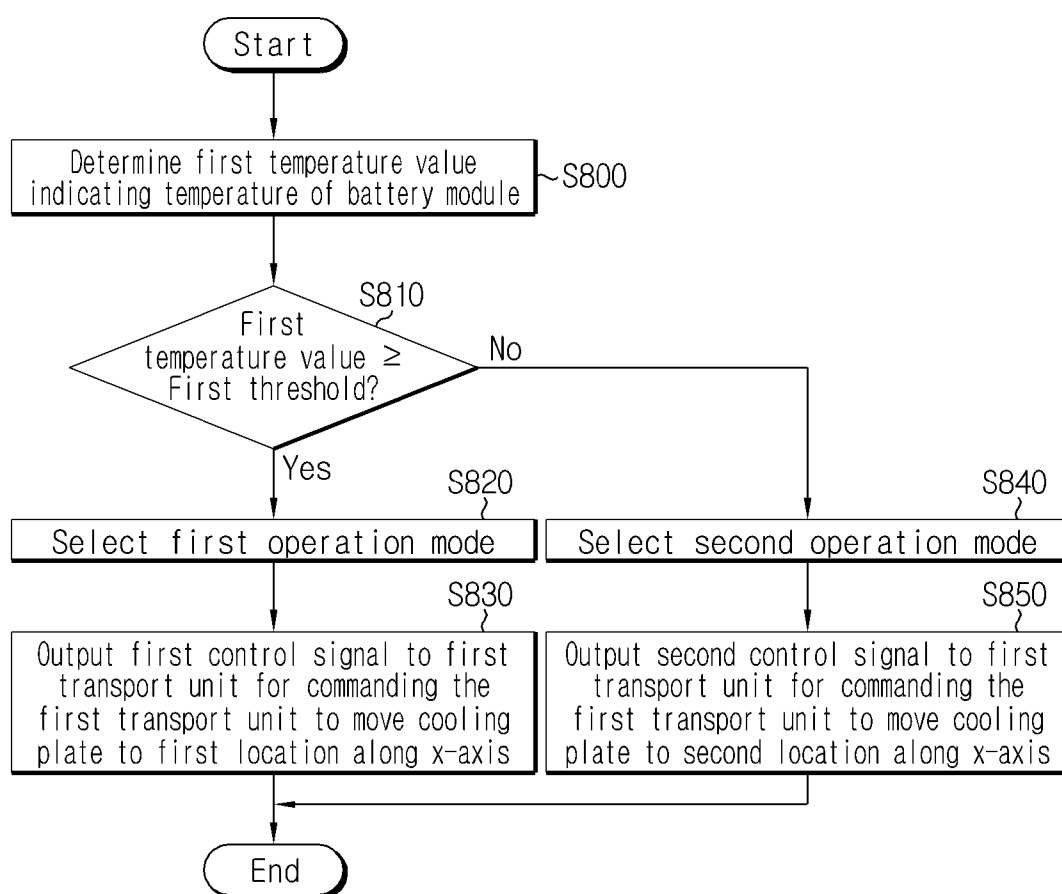 Start
Determine first temperature value
indicating temperature of battery module
S800
S810
First
temperature value ≥
First threshold?
No
Yes
S820
Select first operation mode
S840
Select second operation mode
S830
Output first control signal to first
transport unit for commanding the
first transport unit to move cooling
plate to first location along x-axis
S850
Output second control signal to first
transport unit for commanding the
first transport unit to move cooling
plate to second location along x-axis
End